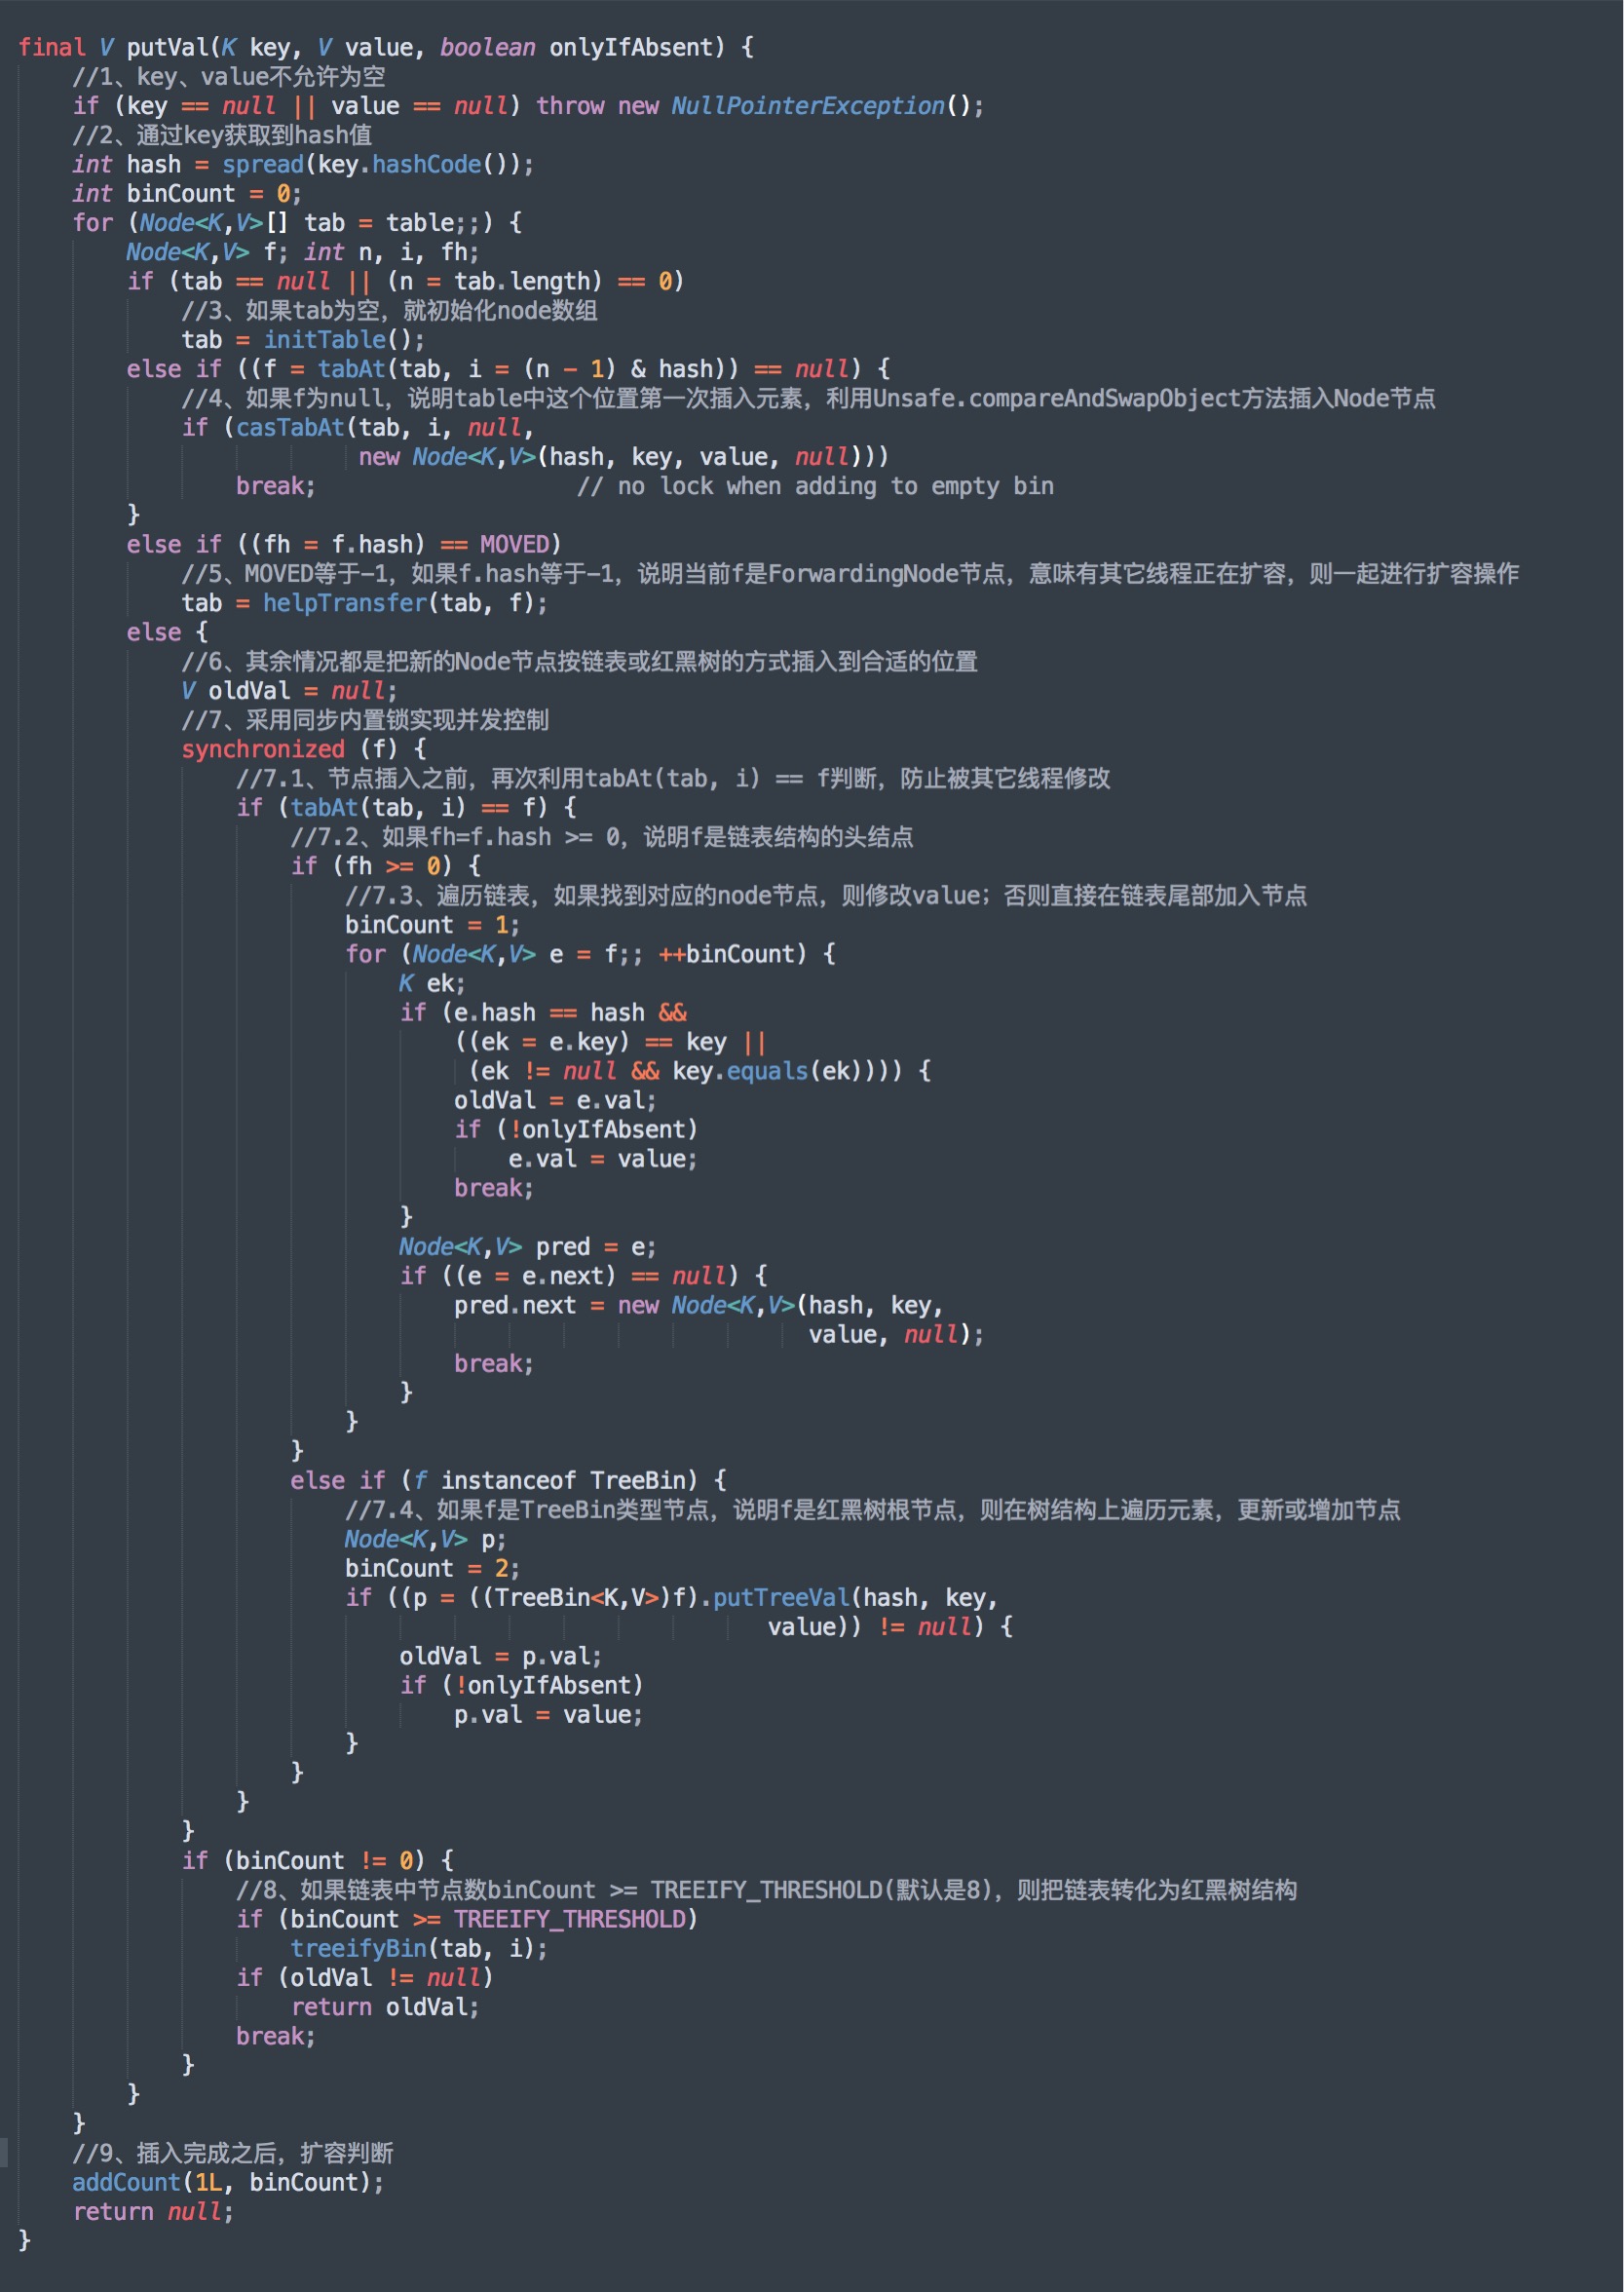 final V putVal(K key, V value, boolean onlyIfAbsent) {
//1、key、value不允许为空
if (key == null || value == null) throw new NullPointerException();
//2、通过key获取到hash值
int hash = spread(key.hashCode());
int binCount = 0;
for (Node<K,V>[] tab = table;;) {
Node<K,V> f; int n, i, fh;
if (tab == null || (n = tab.length) == 0)
//3、如果tab为空，就初始化node数组
tab = initTable();
else if ((f = tabAt(tab, i = (n - 1) & hash)) == null) {
//4、如果f为null，说明table中这个位置第一次插入元素，利用Unsafe.compareAndSwapObject方法插入Node节点
if (casTabAt(tab, i, null,
new Node<K,V>(hash, key, value, null)))
break; // no lock when adding to empty bin
}
else if ((fh = f.hash) == MOVED)
//5、MOVED等于-1，如果f.hash等于-1，说明当前f是ForwardingNode节点，意味有其它线程正在扩容，则一起进行扩容操作
tab = helpTransfer(tab, f);
else {
//6、其余情况都是把新的Node节点按链表或红黑树的方式插入到合适的位置
V oldVal = null;
//7、采用同步内置锁实现并发控制
synchronized (f) {
//7.1、节点插入之前，再次利用tabAt(tab, i) == f判断，防止被其它线程修改
if (tabAt(tab, i) == f) {
//7.2、如果fh=f.hash >= 0，说明f是链表结构的头结点
if (fh >= 0) {
//7.3、遍历链表，如果找到对应的node节点，则修改value；否则直接在链表尾部加入节点
binCount = 1;
for (Node<K,V> e = f;; ++binCount) {
K ek;
if (e.hash == hash &&
((ek = e.key) == key ||
(ek != null && key.equals(ek)))) {
oldVal = e.val;
if (!onlyIfAbsent)
e.val = value;
break;
}
Node<K,V> pred = e;
if ((e = e.next) == null) {
pred.next = new Node<K,V>(hash, key,
value, null);
break;
}
}
}
else if (f instanceof TreeBin) {
//7.4、如果f是TreeBin类型节点，说明f是红黑树根节点，则在树结构上遍历元素，更新或增加节点
Node<K,V> p;
binCount = 2;
if ((p = ((TreeBin<K,V>)f).putTreeVal(hash, key,
value)) != null) {
oldVal = p.val;
if (!onlyIfAbsent)
p.val = value;
}
}
}
}
if (binCount != 0) {
//8、如果链表中节点数binCount >= TREEIFY_THRESHOLD(默认是8)，则把链表转化为红黑树结构
if (binCount >= TREEIFY_THRESHOLD)
treeifyBin(tab, i);
if (oldVal != null)
return oldVal;
break;
}
}
}
//9、插入完成之后，扩容判断
addCount(1L, binCount);
return null;
}